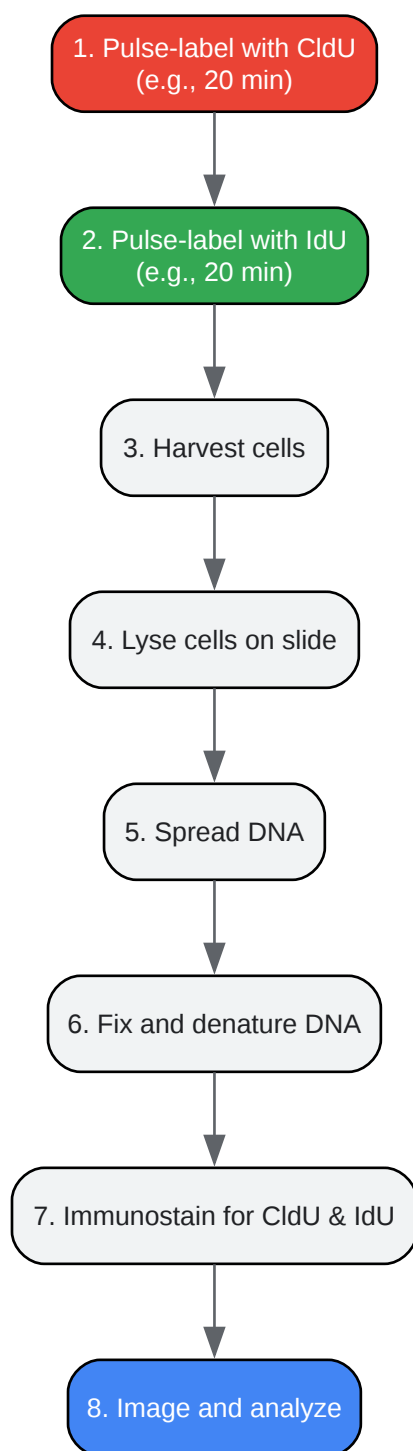 1. Pulse-label with CldU
(e.g., 20 min)
2. Pulse-label with IdU
(e.g., 20 min)
3. Harvest cells
4. Lyse cells on slide
5. Spread DNA
6. Fix and denature DNA
7. Immunostain for CldU & IdU
8. Image and analyze